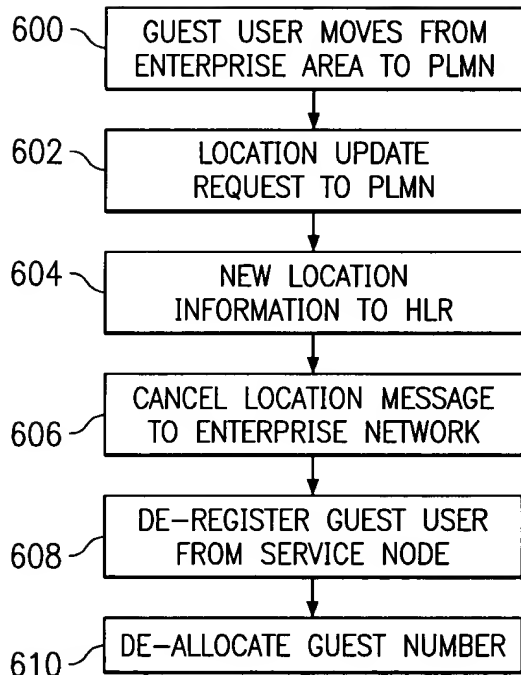 600
GUEST USER MOVES FROM
ENTERPRISE AREA TO PLMN
602
LOCATION UPDATE
REQUEST TO PLMN
604
NEW LOCATION
INFORMATION TO HLR
606
CANCEL LOCATION MESSAGE
TO ENTERPRISE NETWORK
608
DE-REGISTER GUEST USER
FROM SERVICE NODE
610
DE-ALLOCATE GUEST NUMBER